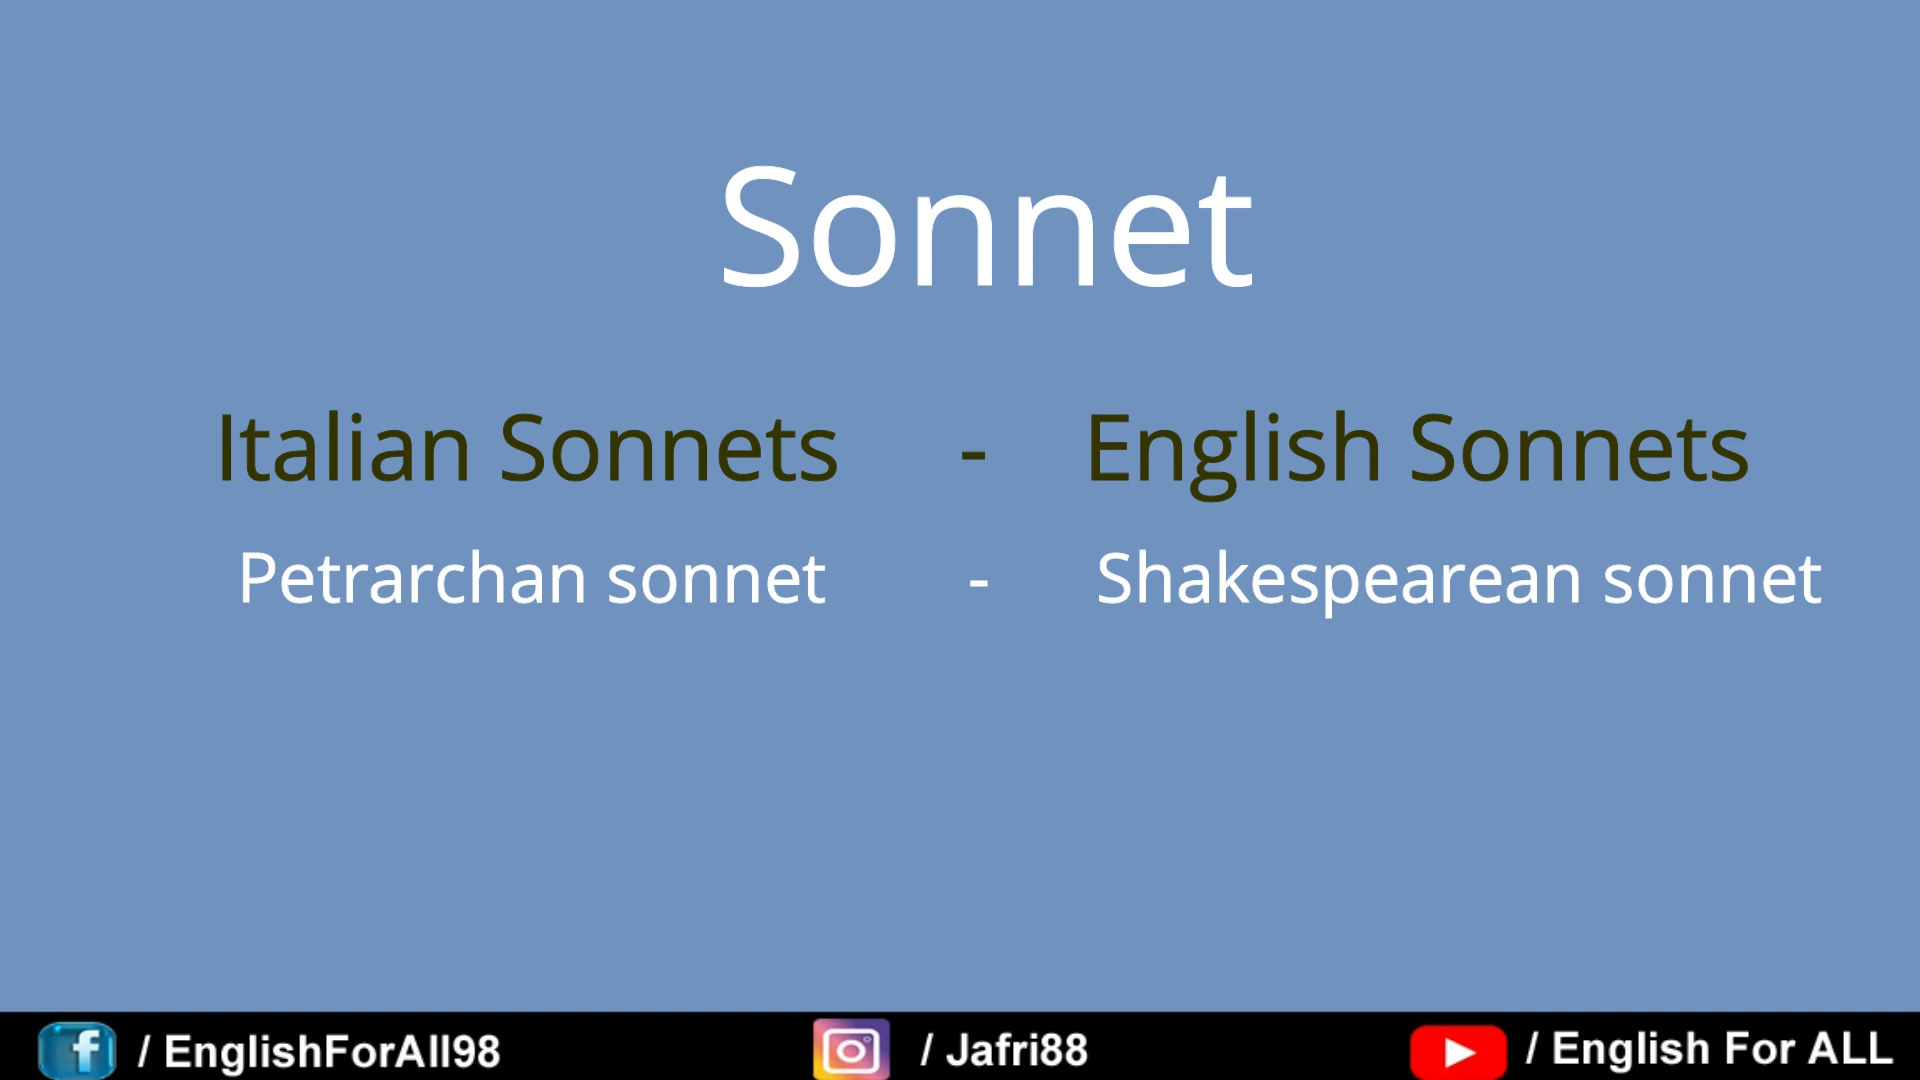 Sonnet
Italian Sonnets - English Sonnets
Petrarchan sonnet - Shakespearean sonnet
/ EnglishForAll98 / Jafri88 / English For ALL